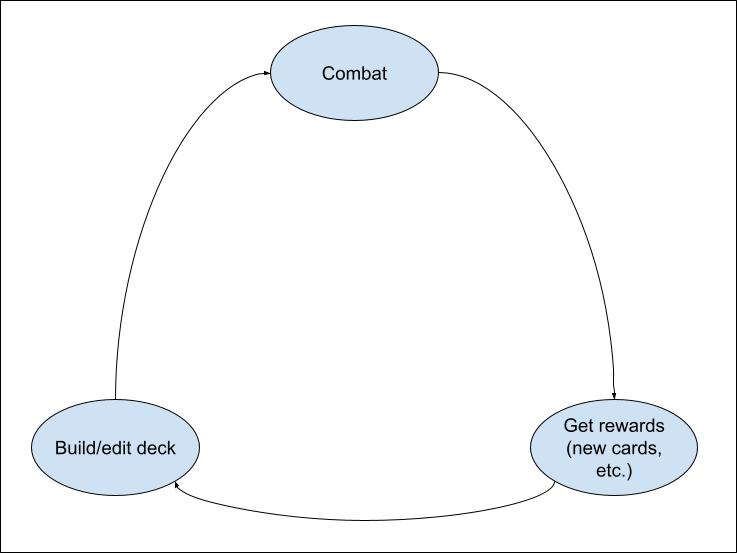 Combat
Build/edit deck
Get rewards
(new cards,
etc.)